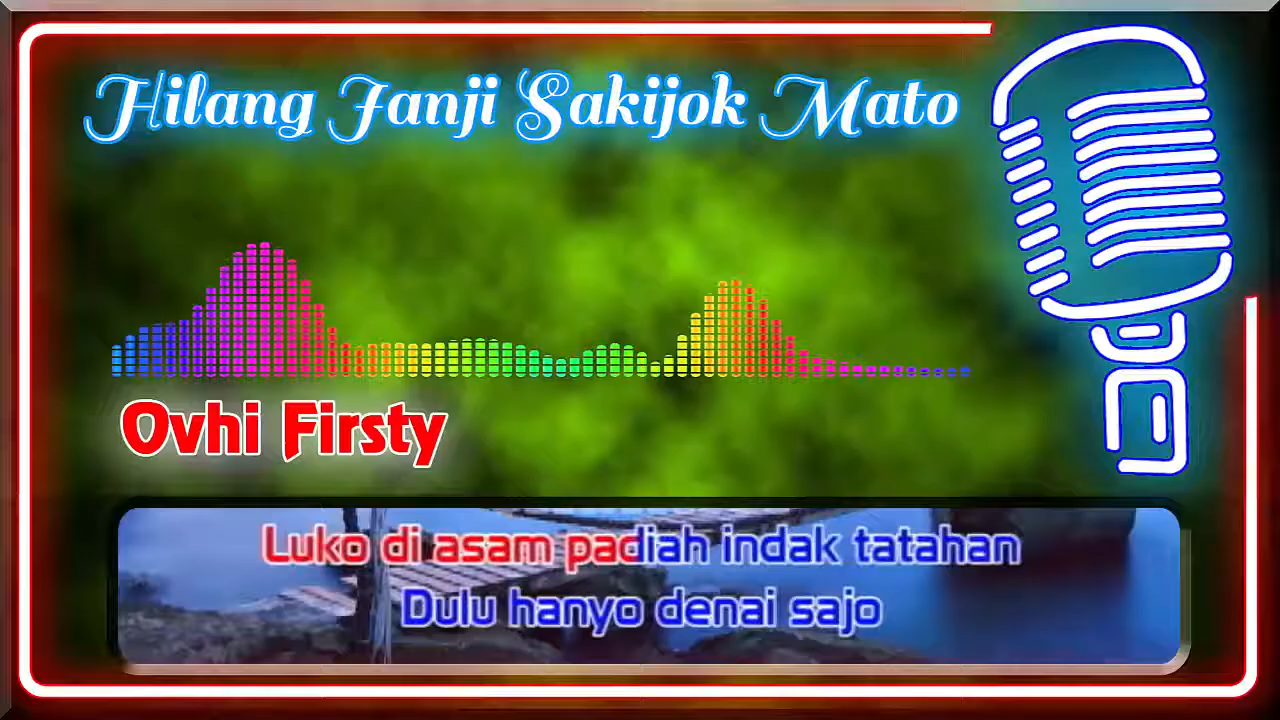 Hilang Janji Sakijok Mato
Ovhi Firsty
Luko di asam padiah indak tatahan
Dulu hanyo denai sajo